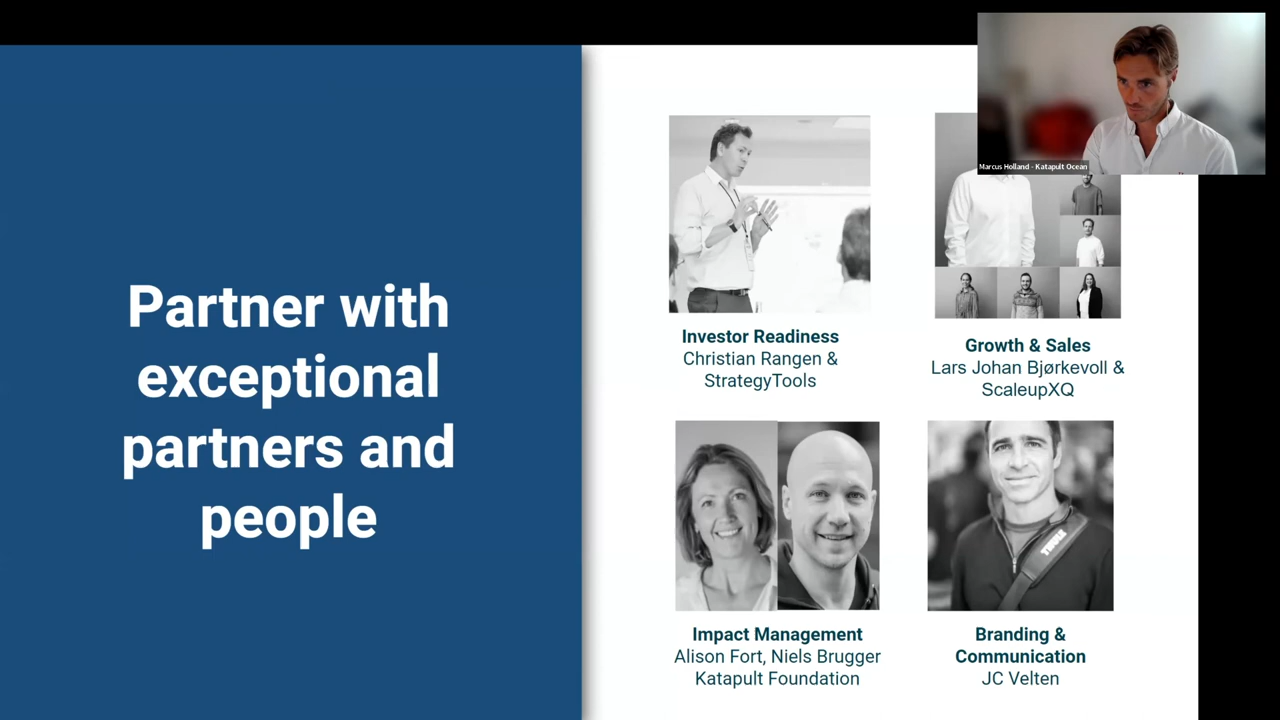 Partner with
exceptional
partners and
people
Marcus Holland - Katapult Ocean
Investor Readiness
Christian Rangen &
StrategyTools
Growth & Sales
Lars Johan Bjørkevoll &
ScaleupXQ
THULE
Impact Management
Alison Fort, Niels Brugger
Katapult Foundation
Branding &
Communication
JC Velten